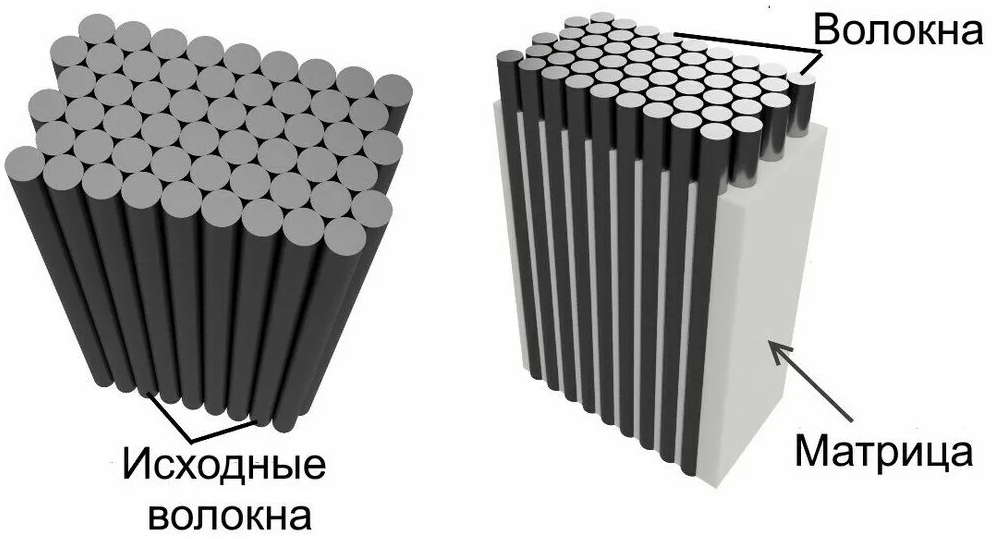 Волокна
Матрица
Исходные
волокна